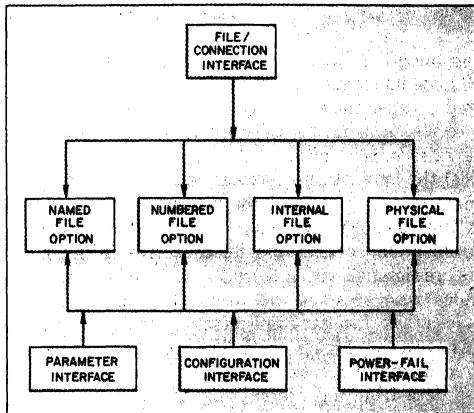 FILE/
CONNECTION
INTERFACE
NAMED
FILE
OPTION
NUMBERED
FILE
OPTION
INTERNAL
FILE
OPTION
PHYSICAL
FILE
OPTION
PARAMETER
INTERFACE
CONFIGURATION
INTERFACE
POWER-FAIL
INTERFACE